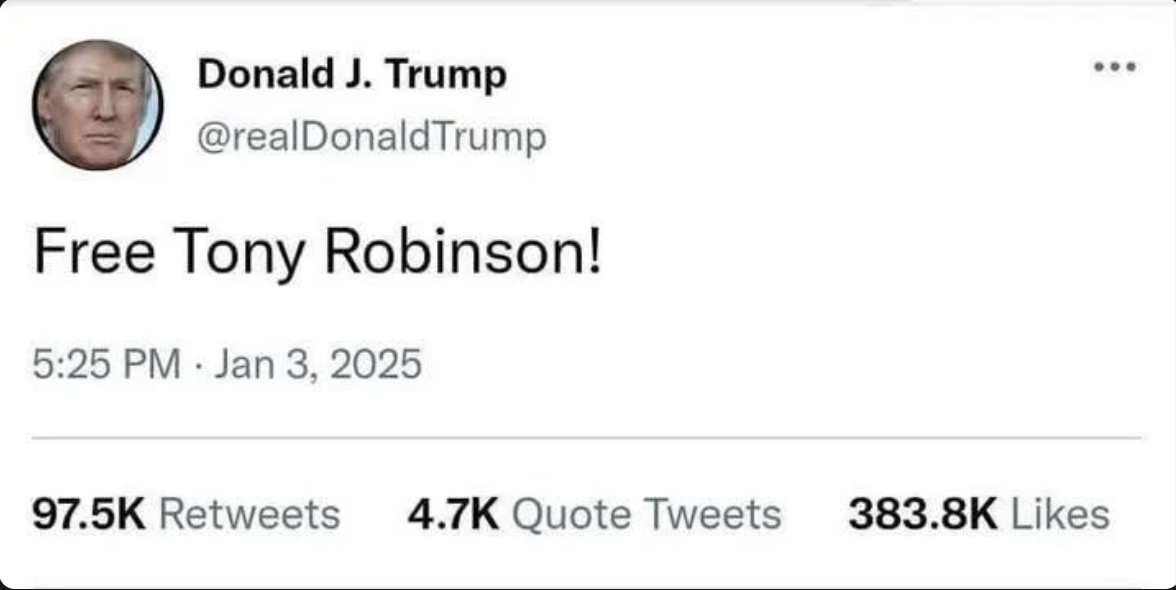 Donald J. Trump
@realDonaldTrump
Free Tony Robinson!
5:25 PM · Jan 3, 2025
97.5K Retweets 4.7K Quote Tweets 383.8K Likes